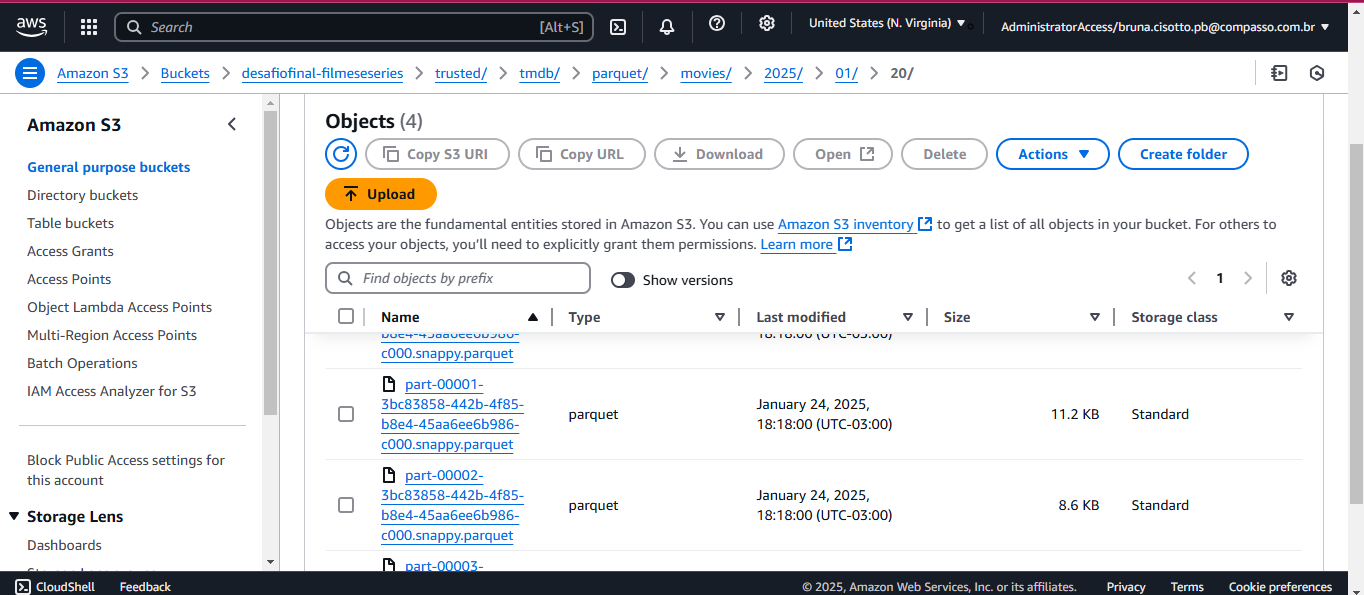 aws
Search
[Alt+S]
United States (N. Virginia)
AdministratorAccess/bruna.cisotto.pb@compasso.com.br
Amazon S3
Buckets
desafiofinal-filmeseseries
trusted/
tmdb/
parquet/
movies/
2025/
01/
20/
Amazon S3
General purpose buckets
Directory buckets
Table buckets
Access Grants
Access Points
Object Lambda Access Points
Multi-Region Access Points
Batch Operations
IAM Access Analyzer for S3
Block Public Access settings for
this account
Storage Lens
Dashboards
Objects (4)
Copy S3 URI
Copy URL
Download
Open
Delete
Actions
Create folder
Upload
Objects are the fundamental entities stored in Amazon S3. You can use Amazon S3 inventory to get a list of all objects in your bucket. For others to
access your objects, you'll need to explicitly grant them permissions. Learn more
Find objects by prefix
Show versions
1
Name
Type
Last modified
Size
Storage class
b8e4-45aa6ee6b986-
c000.snappy.parquet
18:18:00 (UTC-03:00)
part-00001-
3bc83858-442b-4f85-
b8e4-45aa6ee6b986-
c000.snappy.parquet
parquet
January 24, 2025,
18:18:00 (UTC-03:00)
11.2 KB
Standard
part-00002-
3bc83858-442b-4f85-
b8e4-45aa6ee6b986-
c000.snappy.parquet
parquet
January 24, 2025,
18:18:00 (UTC-03:00)
8.6 KB
Standard
part-00003-
CloudShell
Feedback
© 2025, Amazon Web Services, Inc. or its affiliates.
Privacy
Terms
Cookie preferences